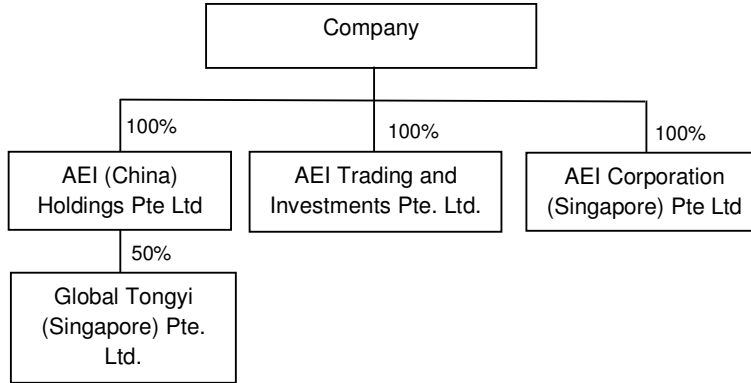 Company
100%
100%
100%
AEI (China)
Holdings Pte Ltd
AEI Trading and
Investments Pte. Ltd.
AEI Corporation
(Singapore) Pte Ltd
50%
Global Tongyi
(Singapore) Pte.
Ltd.